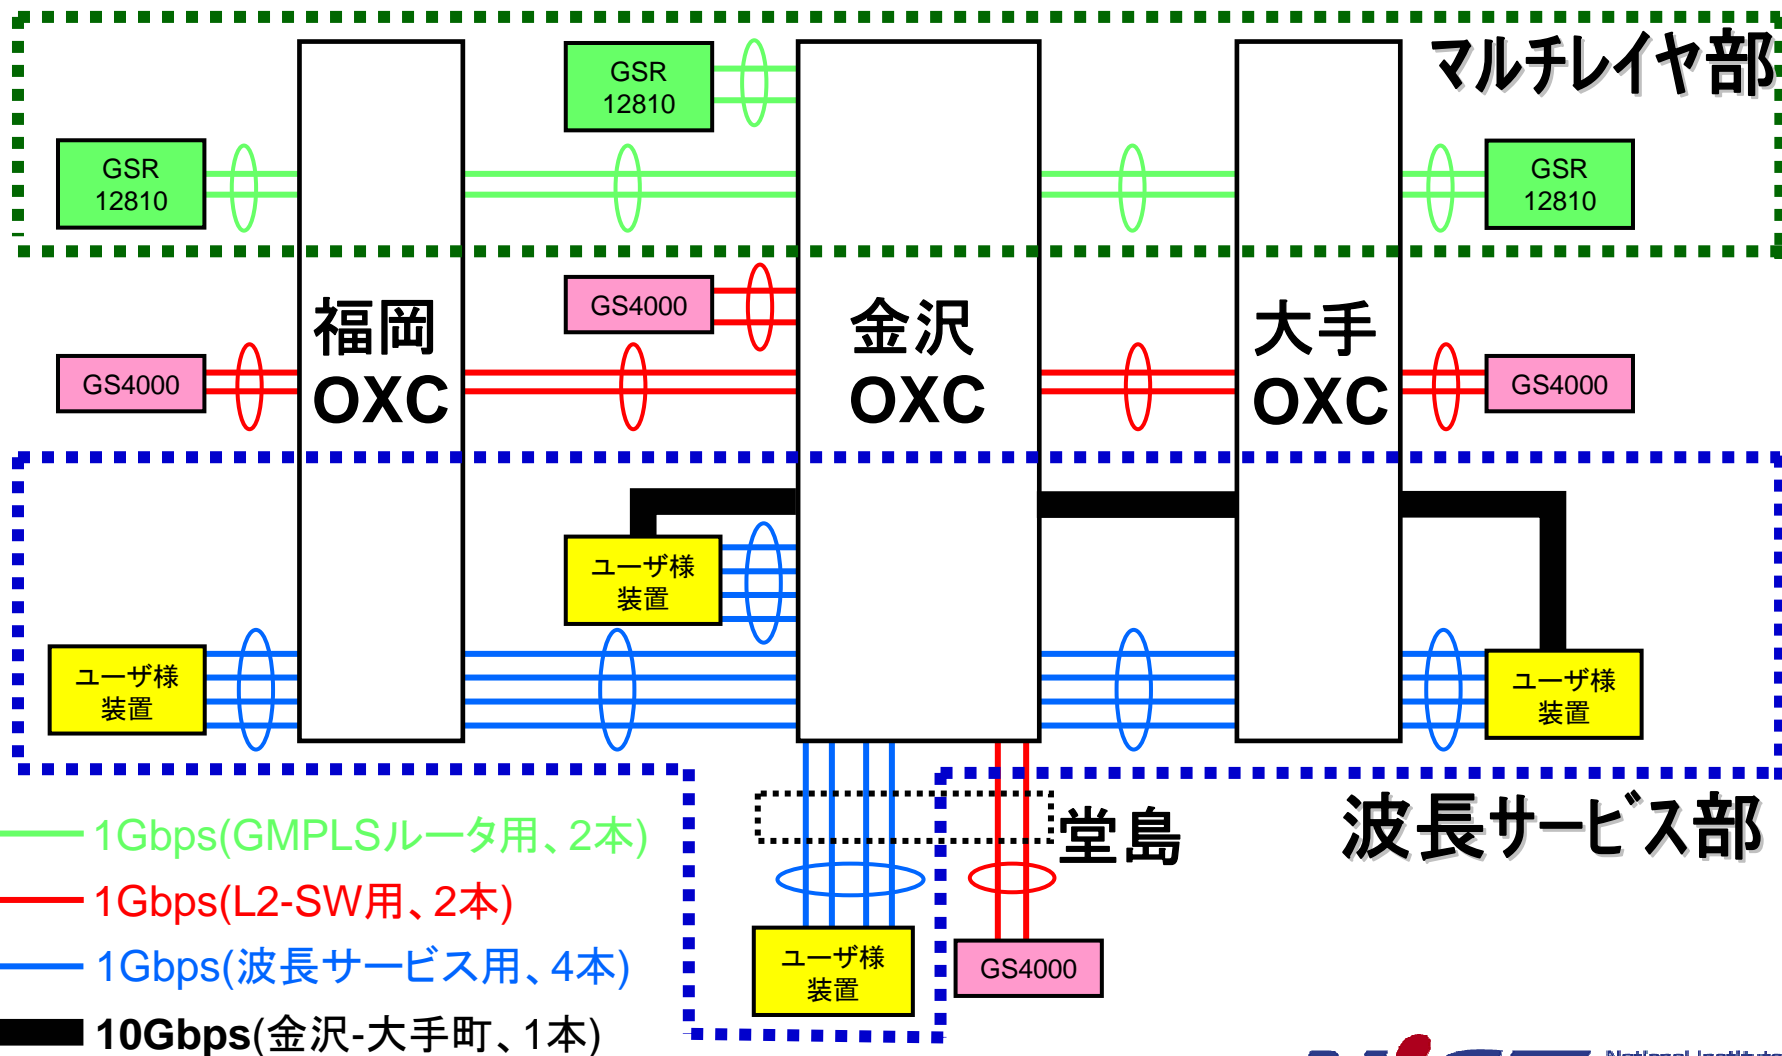 マルチレイヤ部
GSR
12810
GSR
12810
GSR
12810
GS4000
福岡
OXC
金沢
OXC
大手
OXC
GS4000
GS4000
ユーザ様
装置
ユーザ様
装置
ユーザ様
装置
堂島
波長サービス部
1Gbps(GMPLSルータ用、2本)
1Gbps(L2-SW用、2本)
1Gbps(波長サービス用、4本)
10Gbps(金沢-大手町、1本)
ユーザ様
装置
GS4000
National Institute